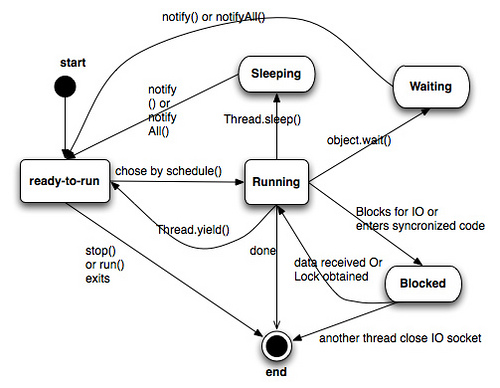 notify() or notifyAll()
start
Sleeping
Waiting
notify
() or
notify
All()
Thread.sleep()
object.wait()
ready-to-run
chose by schedule()
Running
Thread.yield()
Blocks for IO or
enters syncronized code
stop()
or run()
exits
done
data received Or
Lock obtained
Blocked
another thread close IO socket
end